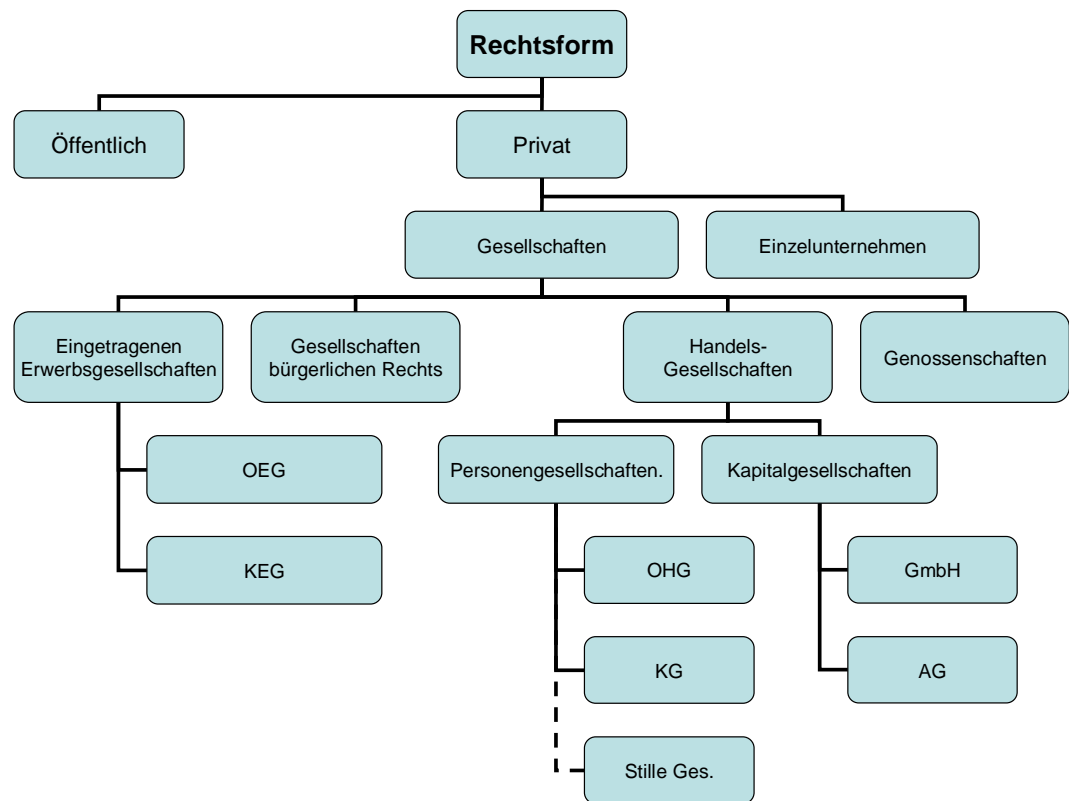 Rechtsform
Öffentlich
Privat
Gesellschaften
Einzelunternehmen
Eingetragenen
Erwerbsgesellschaften
Gesellschaften
bürgerlichen Rechts
Handels-
Gesellschaften
Genossenschaften
OEG
Personengesellschaften.
Kapitalgesellschaften
KEG
OHG
GmbH
KG
AG
Stille Ges.